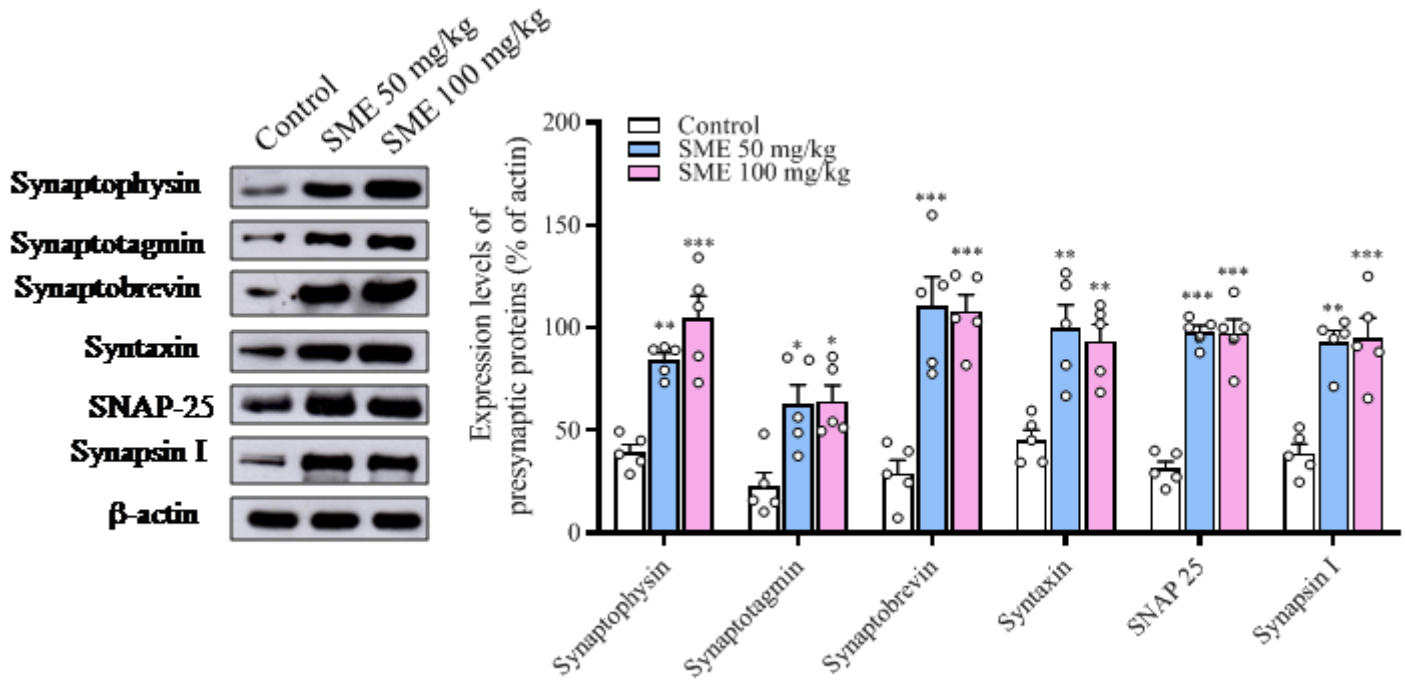 Control
SME 50 mg/kg
SME 100 mg/kg
Synaptophysin
Synaptotagmin
Synaptobrevin
Syntaxin
SNAP-25
Synapsin I
β-actin
Expression levels of
presynaptic proteins (% of actin)
200
150
100
50
0
Control
SME 50 mg/kg
SME 100 mg/kg
**
***
*
*
***
***
**
**
***
***
**
***
Synaptophysin
Synaptotagmin
Synaptobrevin
Syntaxin
SNAP 25
Synapsin I